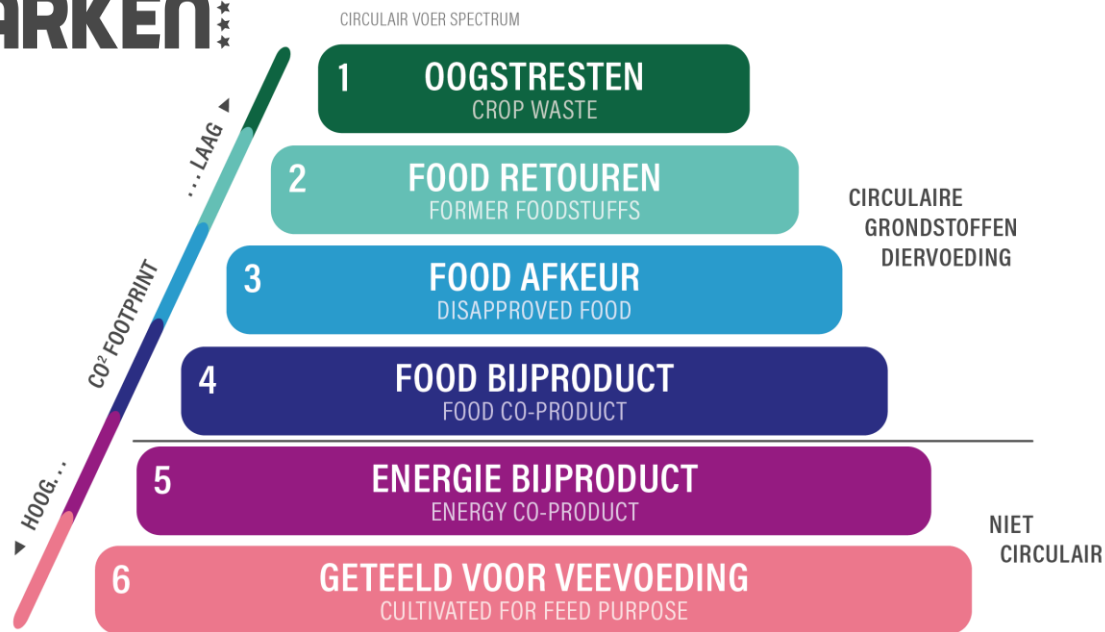 CIRCULAIR VOER SPECTRUM
1 OOGSTRESTEN
CROP WASTE
... LAAG
2 FOOD RETOUREN
FORMER FOODSTUFFS
CIRCULAIRE
GRONDSTOFFEN
DIERVOEDING
3 FOOD AFKEUR
DISAPPROVED FOOD
CO² FOOTPRINT
4 FOOD BIJPRODUCT
FOOD CO-PRODUCT
5 ENERGIE BIJPRODUCT
ENERGY CO-PRODUCT
HOOG...
NIET
CIRCULAIR
6 GETEELD VOOR VEEVOEDING
CULTIVATED FOR FEED PURPOSE